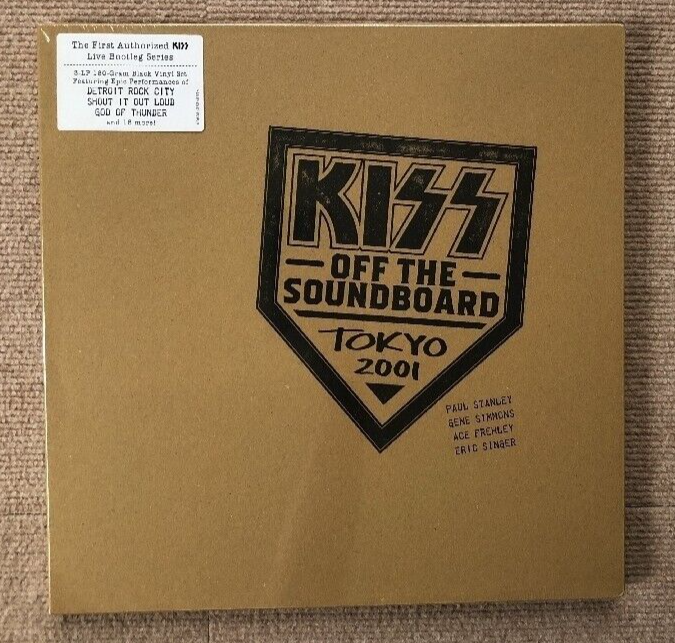 The First Authorized KISS
Live Bootleg Series
3-LP 180-Gram Black Vinyl Set
Featuring Epic Performances of
DETROIT ROCK CITY
SHOUT IT OUT LOUD
GOD OF THUNDER
and 18 more!
KISS
OFF THE
SOUNDBOARD
TOKYO
2001
PAUL STANLEY
GENE SIMMONS
ACE FREHLEY
ERIC SINGER